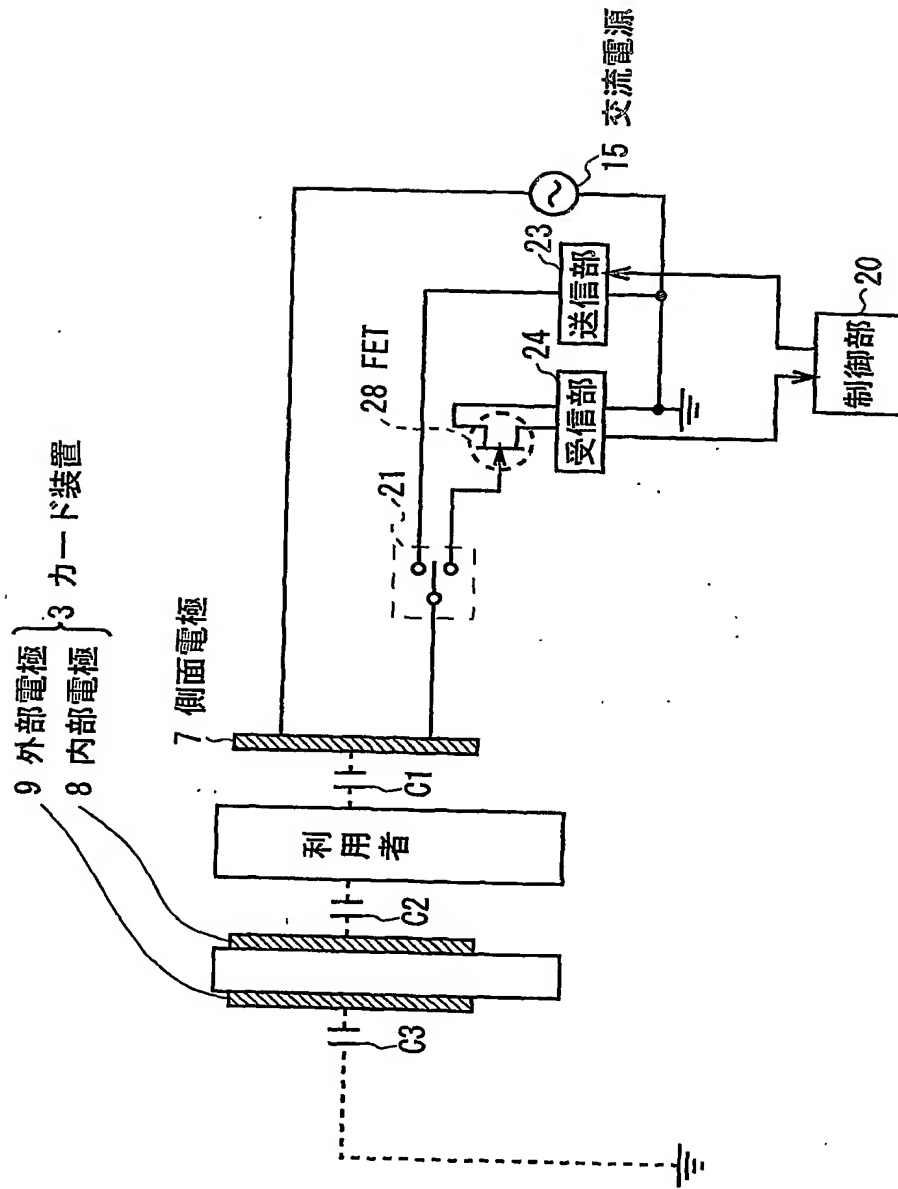 9 外部電極
8 内部電極
3 カード装置
7 側面電極
C1
利用者
C2
C3
21
28 FET
24
受信部
23
送信部
15 交流電源
20
制御部